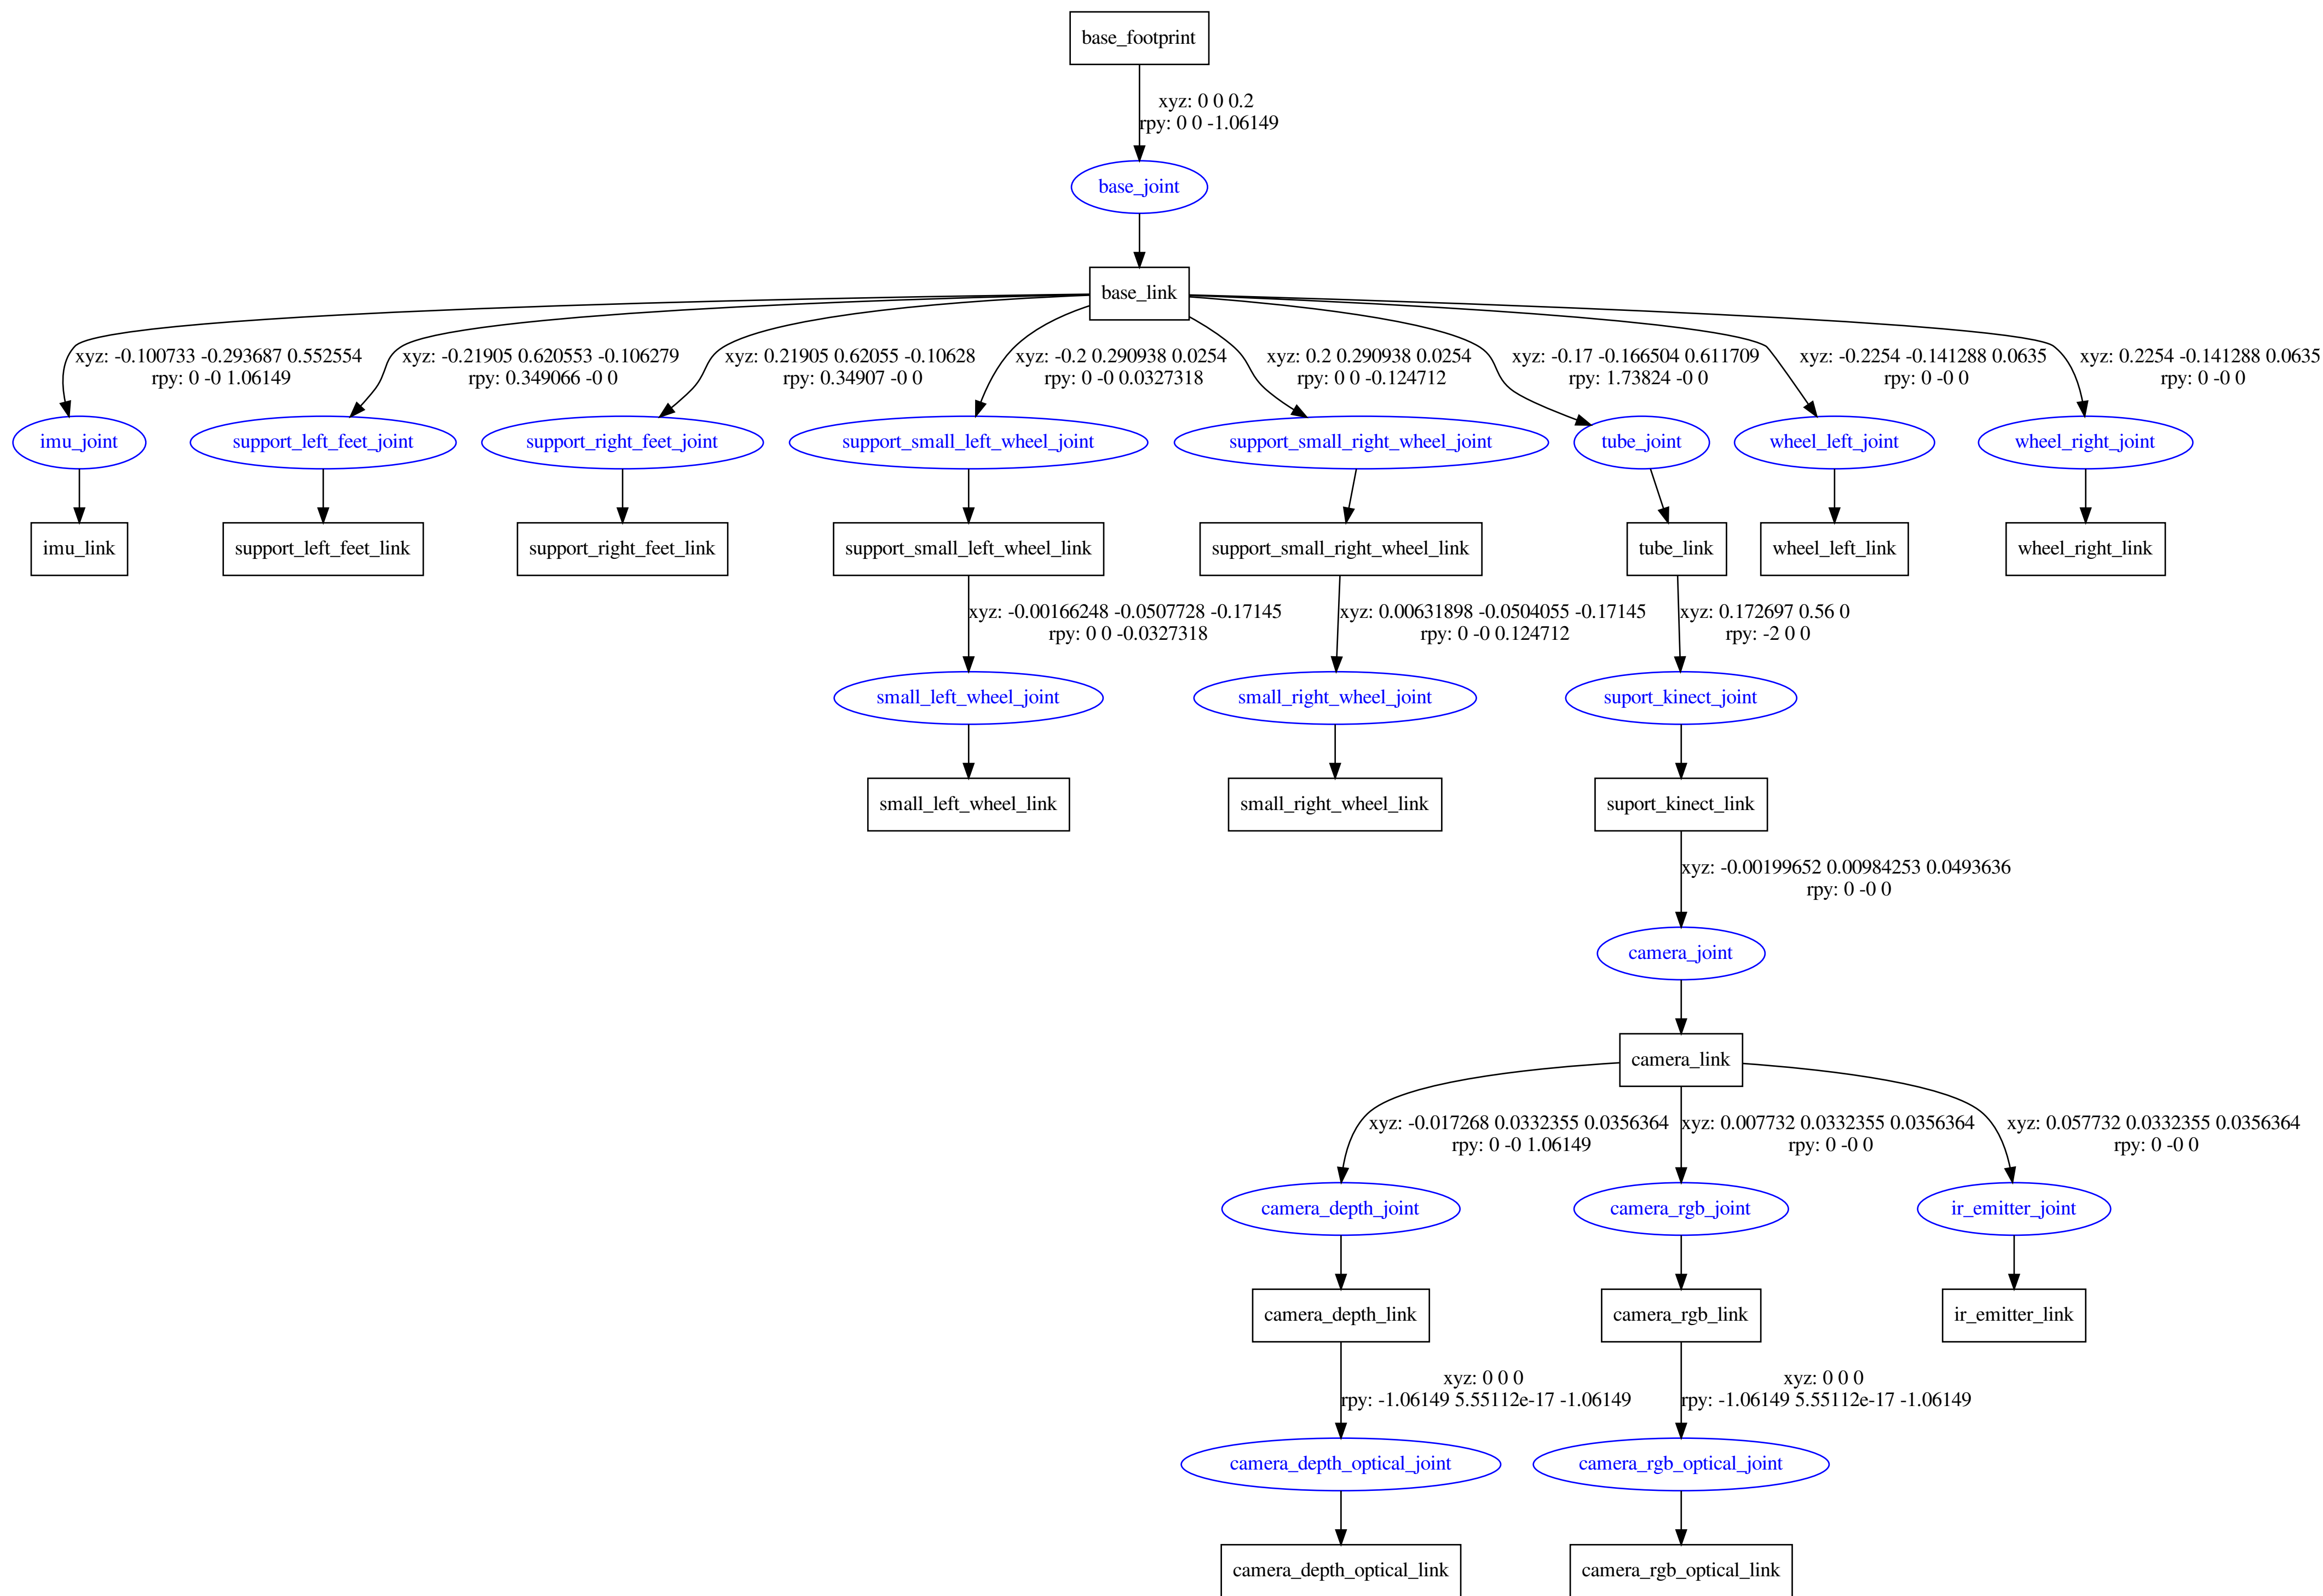 base_footprint
xyz: 0 0 0.2
rpy: 0 0 -1.06149
base_joint
base_link
xyz: -0.100733 -0.293687 0.552554
rpy: 0 -0 1.06149
xyz: -0.21905 0.620553 -0.106279
rpy: 0.349066 -0 0
xyz: 0.21905 0.62055 -0.10628
rpy: 0.34907 -0 0
xyz: -0.2 0.290938 0.0254
rpy: 0 -0 0.0327318
xyz: 0.2 0.290938 0.0254
rpy: 0 0 -0.124712
xyz: -0.17 -0.166504 0.611709
rpy: 1.73824 -0 0
xyz: -0.2254 -0.141288 0.0635
rpy: 0 -0 0
xyz: 0.2254 -0.141288 0.0635
rpy: 0 -0 0
imu_joint
support_left_feet_joint
support_right_feet_joint
support_small_left_wheel_joint
support_small_right_wheel_joint
tube_joint
wheel_left_joint
wheel_right_joint
imu_link
support_left_feet_link
support_right_feet_link
support_small_left_wheel_link
support_small_right_wheel_link
tube_link
wheel_left_link
wheel_right_link
xyz: -0.00166248 -0.0507728 -0.17145
rpy: 0 0 -0.0327318
xyz: 0.00631898 -0.0504055 -0.17145
rpy: 0 -0 0.124712
xyz: 0.172697 0.56 0
rpy: -2 0 0
small_left_wheel_joint
small_right_wheel_joint
suport_kinect_joint
small_left_wheel_link
small_right_wheel_link
suport_kinect_link
xyz: -0.00199652 0.00984253 0.0493636
rpy: 0 -0 0
camera_joint
camera_link
xyz: -0.017268 0.0332355 0.0356364
rpy: 0 -0 1.06149
xyz: 0.007732 0.0332355 0.0356364
rpy: 0 -0 0
xyz: 0.057732 0.0332355 0.0356364
rpy: 0 -0 0
camera_depth_joint
camera_rgb_joint
ir_emitter_joint
camera_depth_link
camera_rgb_link
ir_emitter_link
xyz: 0 0 0
rpy: -1.06149 5.55112e-17 -1.06149
xyz: 0 0 0
rpy: -1.06149 5.55112e-17 -1.06149
camera_depth_optical_joint
camera_rgb_optical_joint
camera_depth_optical_link
camera_rgb_optical_link